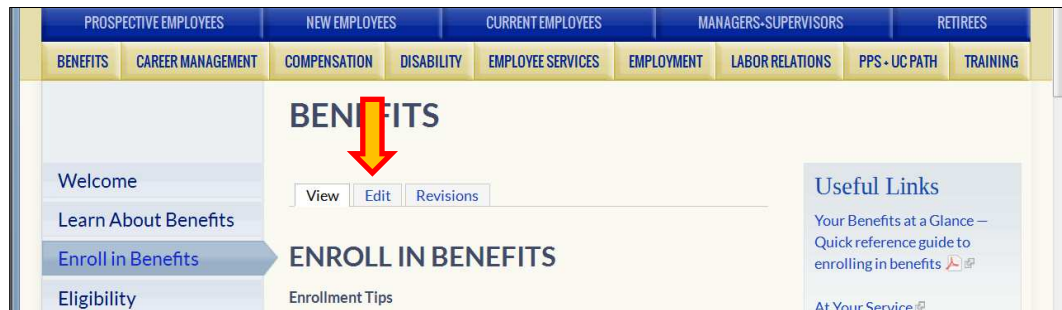 PROSPECTIVE EMPLOYEES NEW EMPLOYEES CURRENT EMPLOYEES MANAGERS•SUPERVISORS RETIREES
BENEFITS CAREER MANAGEMENT COMPENSATION DISABILITY EMPLOYEE SERVICES EMPLOYMENT LABOR RELATIONS PPS • UC PATH TRAINING
BENEFITS
Welcome
Learn About Benefits
Enroll in Benefits
Eligibility
View Edit Revisions
ENROLL IN BENEFITS
Enrollment Tips
Useful Links
Your Benefits at a Glance —
Quick reference guide to
enrolling in benefits
At Your Service